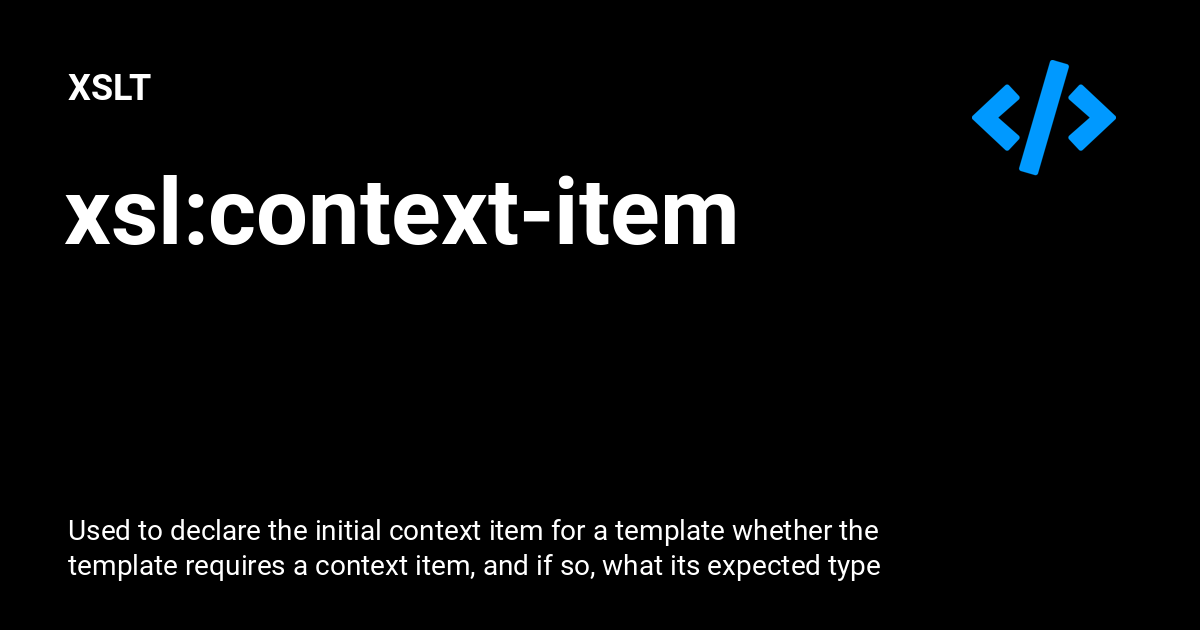 XSLT
xsl:context-item
Used to declare the initial context item for a template whether the
template requires a context item, and if so, what its expected type